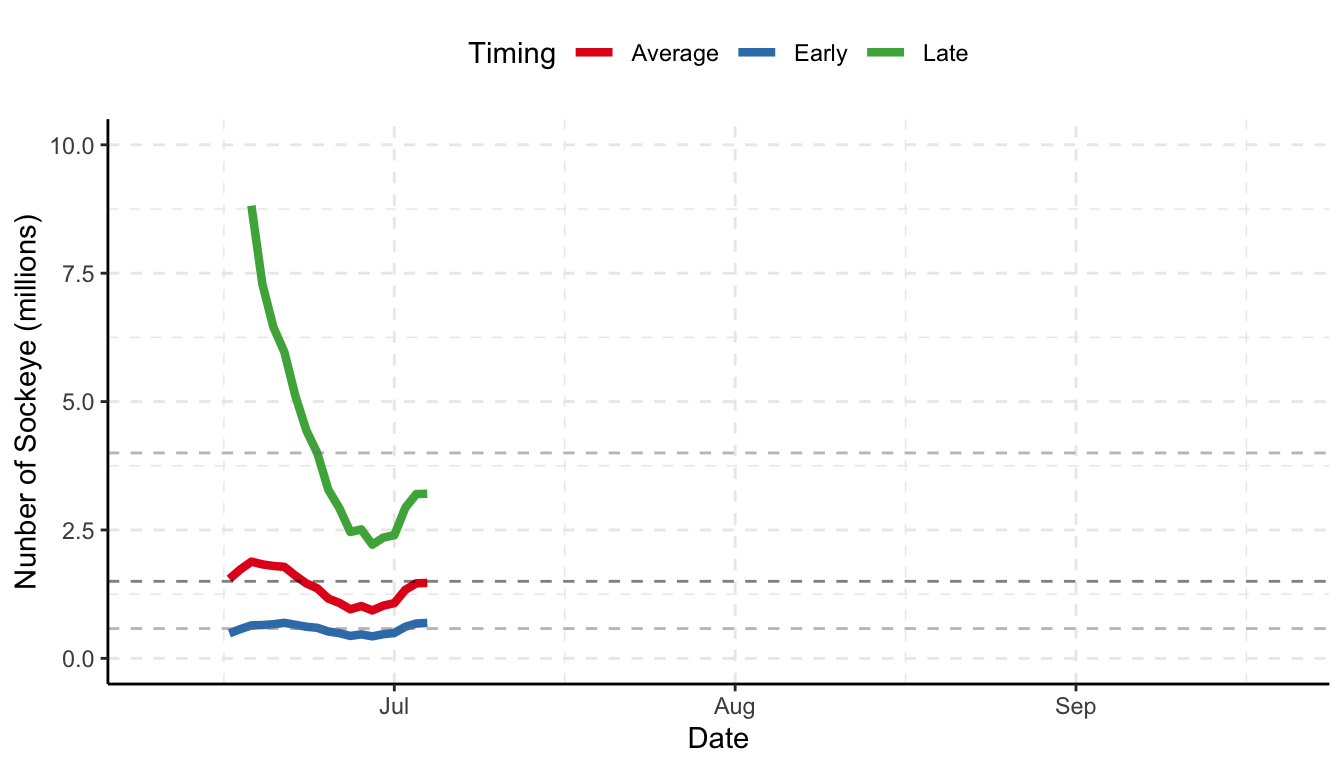 Timing Average Early Late
10.0
7.5
5.0
2.5
0.0
Nunber of Sockeye (millions)
Jul Aug Sep
Date